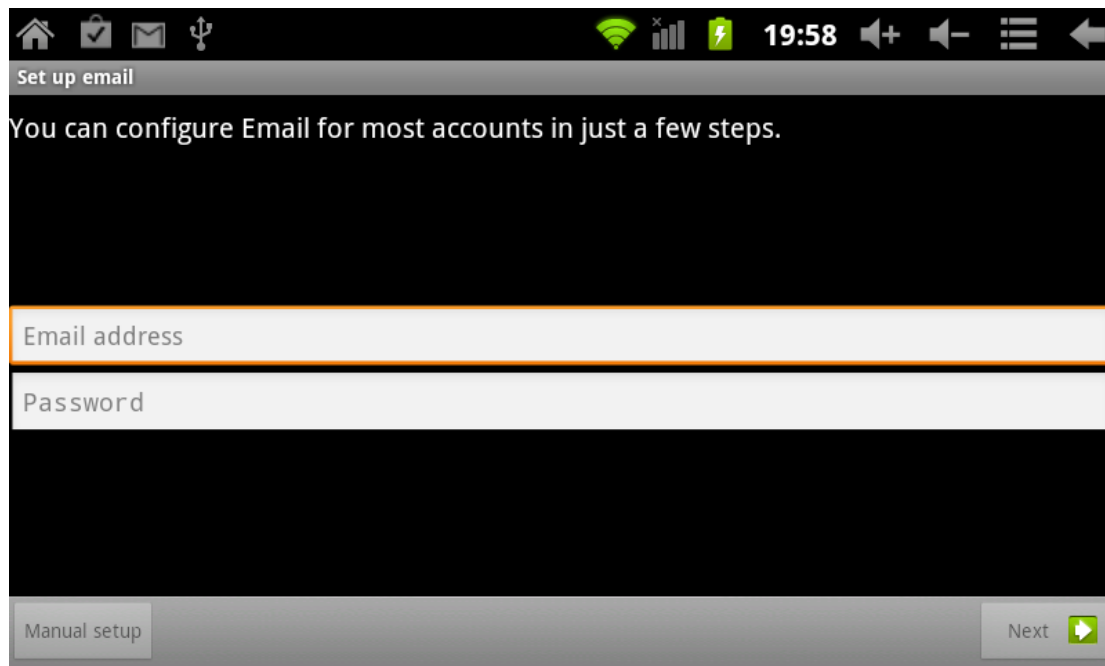 19:58
Set up email
You can configure Email for most accounts in just a few steps.
Email address
Password
Manual setup
Next